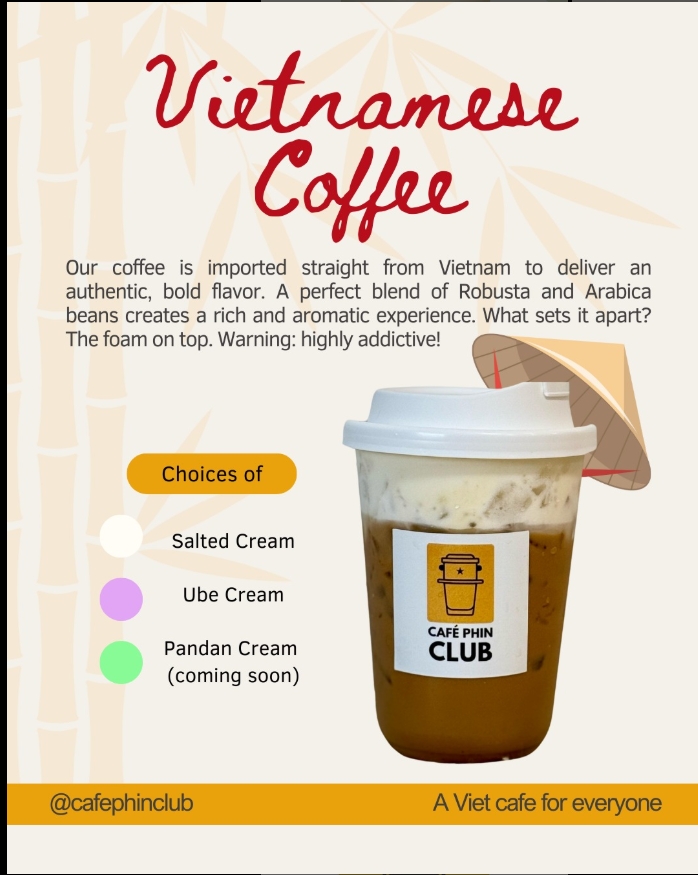 Vietnamese
Coffee
Our coffee is imported straight from Vietnam to deliver an
authentic, bold flavor. A perfect blend of Robusta and Arabica
beans creates a rich and aromatic experience. What sets it apart?
The foam on top. Warning: highly addictive!
Choices of
Salted Cream
Ube Cream
Pandan Cream
(coming soon)
CAFÉ PHIN
CLUB
@cafephinclub
A Viet cafe for everyone